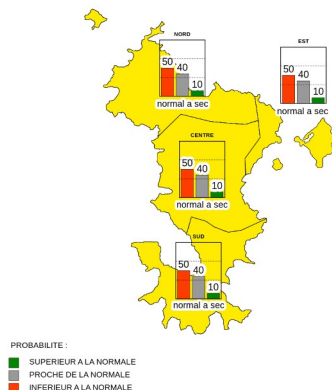 NORD
50
40
10
normal a sec
EST
50
40
10
normal a sec
CENTRE
50
40
10
normal a sec
SUD
50
40
10
normal a sec
PROBABILITE :
SUPERIEUR A LA NORMALE
PROCHE DE LA NORMALE
INFERIEUR A LA NORMALE